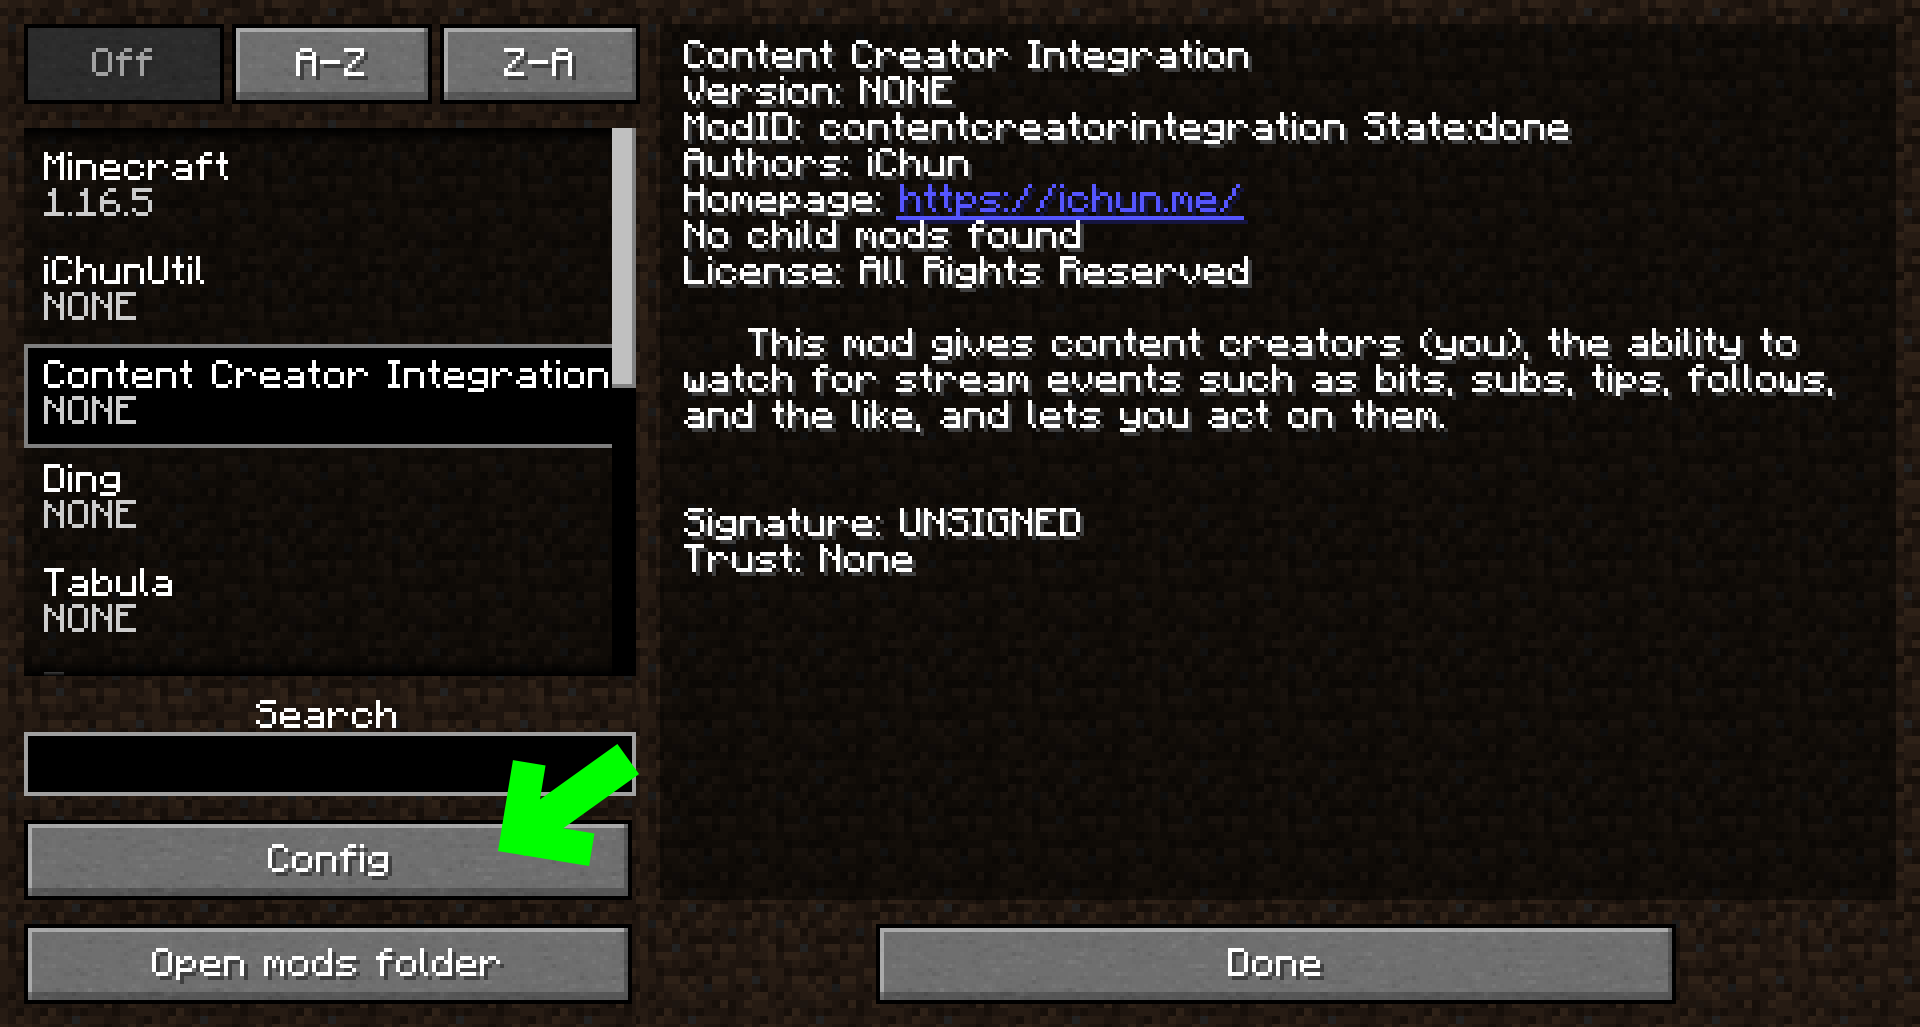 Off
A-Z
Z-A
Minecraft
1.16.5
iChunUtil
NONE
Content Creator Integration
NONE
Ding
NONE
Tabula
NONE
Search
Config
Open mods folder
Content Creator Integration
Version: NONE
ModID: contentcreatorintegration State:done
Authors: iChun
Homepage: https://ichun.me/
No child mods found
License: All Rights Reserved
This mod gives content creators (you), the ability to
watch for stream events such as bits, subs, tips, follows,
and the like, and lets you act on them.
Signature: UNSIGNED
Trust: None
Done